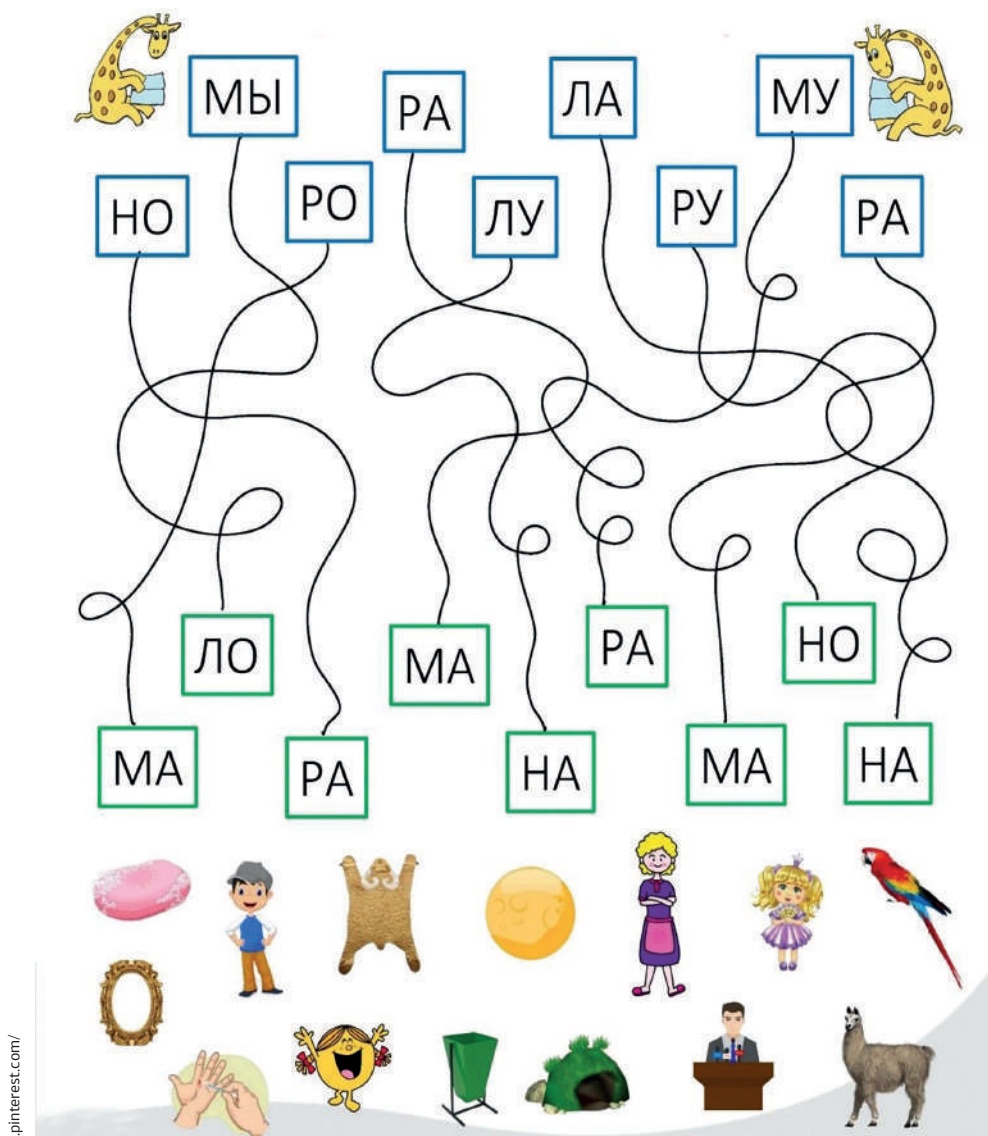 МЫ
РА
ЛА
МУ
НО
РО
ЛУ
РУ
РА
ЛО
МА
РА
НО
МА
РА
НА
МА
НА
.pinterest.com/